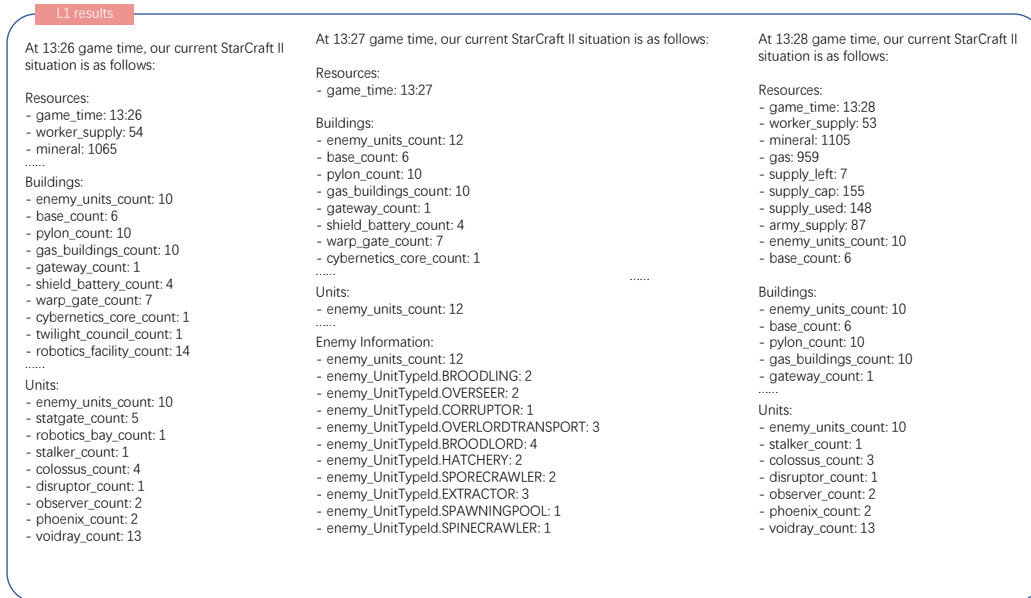 L1 results
At 13:26 game time, our current StarCraft II
situation is as follows:
Resources:
- game_time: 13:26
- worker_supply: 54
- mineral: 1065
......
Buildings:
- enemy_units_count: 10
- base_count: 6
- pylon_count: 10
- gas_buildings_count: 10
- gateway_count: 1
- shield_battery_count: 4
- warp_gate_count: 7
- cybernetics_core_count: 1
- twilight_council_count: 1
- robotics_facility_count: 14
......
Units:
- enemy_units_count: 10
- statgate_count: 5
- robotics_bay_count: 1
- stalker_count: 1
- colossus_count: 4
- disruptor_count: 1
- observer_count: 2
- phoenix_count: 2
- voidray_count: 13
At 13:27 game time, our current StarCraft II situation is as follows:
Resources:
- game_time: 13:27
Buildings:
- enemy_units_count: 12
- base_count: 6
- pylon_count: 10
- gas_buildings_count: 10
- gateway_count: 1
- shield_battery_count: 4
- warp_gate_count: 7
- cybernetics_core_count: 1
......
Units:
- enemy_units_count: 12
......
Enemy Information:
- enemy_units_count: 12
- enemy_UnitTypeId.BROODLING: 2
- enemy_UnitTypeId.OVERSEER: 2
- enemy_UnitTypeId.CORRUPTOR: 1
- enemy_UnitTypeId.OVERLORDTRANSPORT: 3
- enemy_UnitTypeId.BROODLORD: 4
- enemy_UnitTypeId.HATCHERY: 2
- enemy_UnitTypeId.SPORECRAWLER: 2
- enemy_UnitTypeId.EXTRACTOR: 3
- enemy_UnitTypeId.SPAWNINGPOOL: 1
- enemy_UnitTypeId.SPINECRAWLER: 1
......
At 13:28 game time, our current StarCraft II
situation is as follows:
Resources:
- game_time: 13:28
- worker_supply: 53
- mineral: 1105
- gas: 959
- supply_left: 7
- supply_cap: 155
- supply_used: 148
- army_supply: 87
- enemy_units_count: 10
- base_count: 6
Buildings:
- enemy_units_count: 10
- base_count: 6
- pylon_count: 10
- gas_buildings_count: 10
- gateway_count: 1
......
Units:
- enemy_units_count: 10
- stalker_count: 1
- colossus_count: 3
- disruptor_count: 1
- observer_count: 2
- phoenix_count: 2
- voidray_count: 13